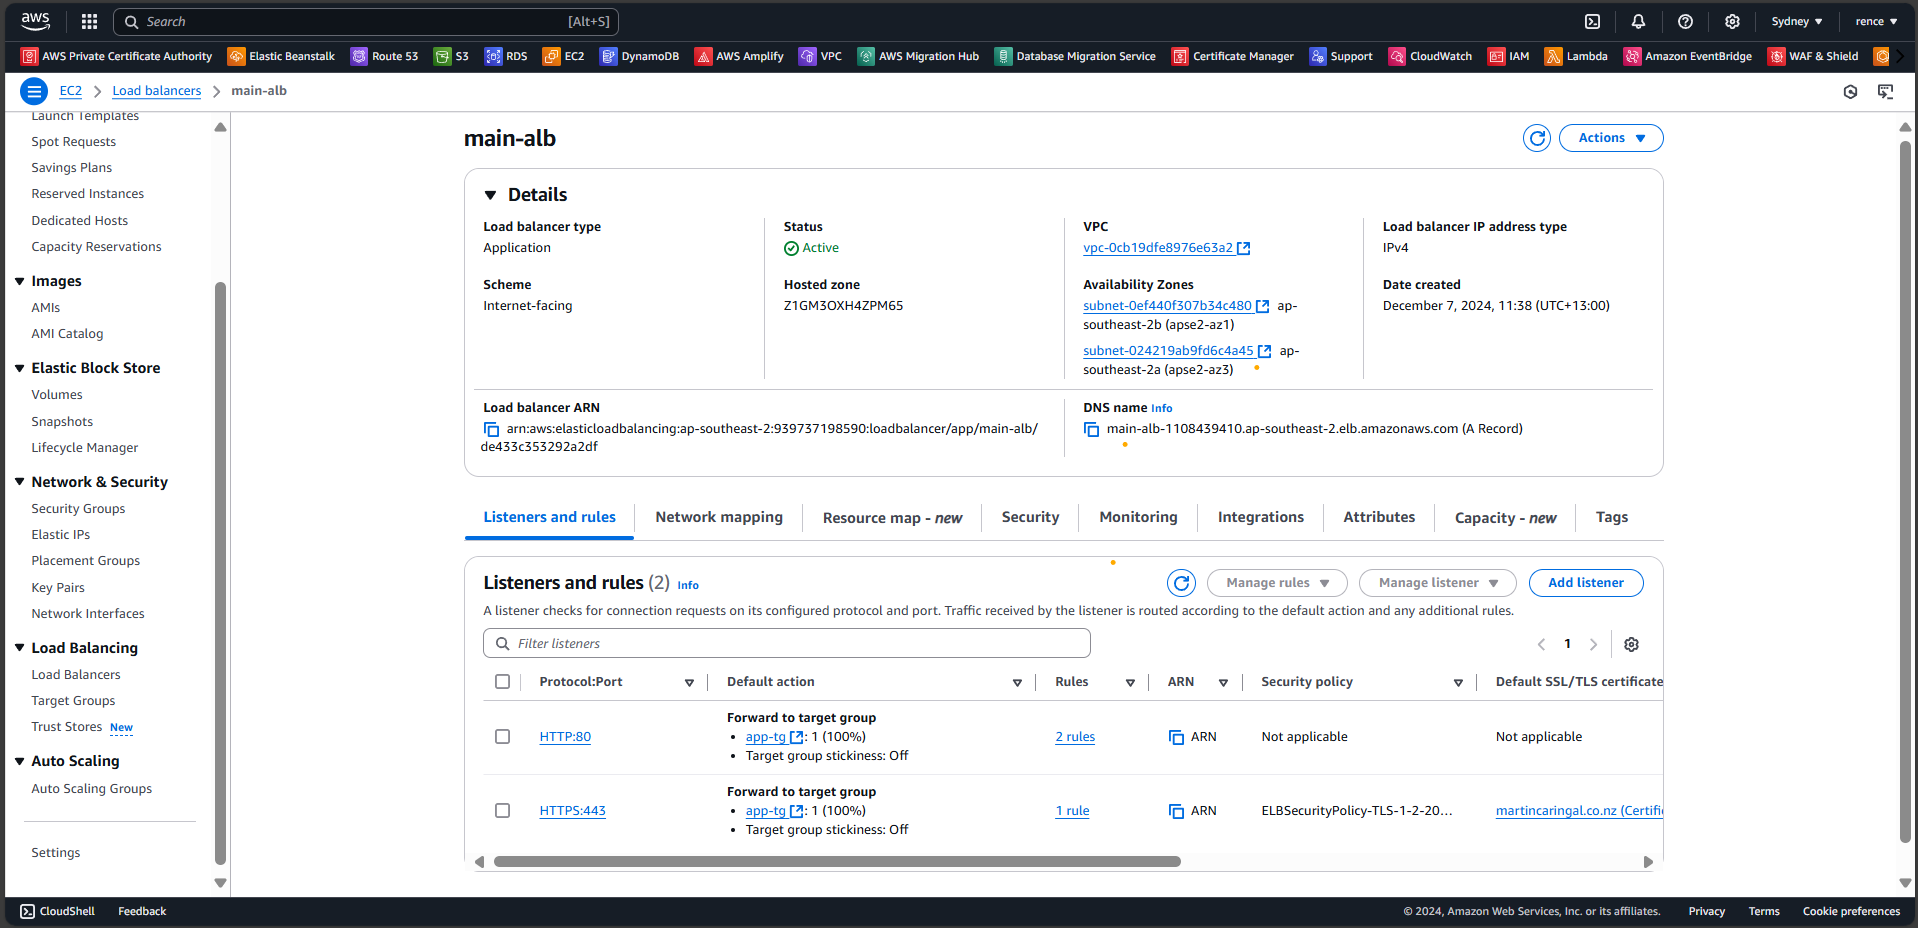 aws
Search [Alt+S]
Sydney ▼ rence ▼
AWS Private Certificate Authority Elastic Beanstalk Route 53 S3 RDS EC2 DynamoDB AWS Amplify VPC AWS Migration Hub Database Migration Service Certificate Manager Support CloudWatch IAM Lambda Amazon EventBridge WAF & Shield
EC2 > Load balancers > main-alb
Launch Templates
Spot Requests
Savings Plans
Reserved Instances
Dedicated Hosts
Capacity Reservations
Images
AMIs
AMI Catalog
Elastic Block Store
Volumes
Snapshots
Lifecycle Manager
Network & Security
Security Groups
Elastic IPs
Placement Groups
Key Pairs
Network Interfaces
Load Balancing
Load Balancers
Target Groups
Trust Stores New
Auto Scaling
Auto Scaling Groups
Settings
main-alb
Actions
Details
Load balancer type
Application
Status
Active
VPC
vpc-0cb19dfe8976e63a2
Load balancer IP address type
IPv4
Scheme
Internet-facing
Hosted zone
Z1GM3OXH4ZPM65
Availability Zones
subnet-0ef440f307b34c480 ap-
southeast-2b (apse2-az1)
subnet-024219ab9fd6c4a45 ap-
southeast-2a (apse2-az3)
Date created
December 7, 2024, 11:38 (UTC+13:00)
Load balancer ARN
arn:aws:elasticloadbalancing:ap-southeast-2:939737198590:loadbalancer/app/main-alb/
de433c353292a2df
DNS name Info
main-alb-1108439410.ap-southeast-2.elb.amazonaws.com (A Record)
Listeners and rules Network mapping Resource map - new Security Monitoring Integrations Attributes Capacity - new Tags
Listeners and rules (2) Info
Manage rules Manage listener Add listener
A listener checks for connection requests on its configured protocol and port. Traffic received by the listener is routed according to the default action and any additional rules.
Filter listeners
1
Protocol:Port Default action Rules ARN Security policy Default SSL/TLS certificate
Forward to target group
HTTP:80 • app-tg : 1 (100%) 2 rules ARN Not applicable Not applicable
• Target group stickiness: Off
Forward to target group
HTTPS:443 • app-tg : 1 (100%) 1 rule ARN ELBSecurityPolicy-TLS-1-2-20... martincaringal.co.nz (Certifi
• Target group stickiness: Off
CloudShell Feedback © 2024, Amazon Web Services, Inc. or its affiliates. Privacy Terms Cookie preferences